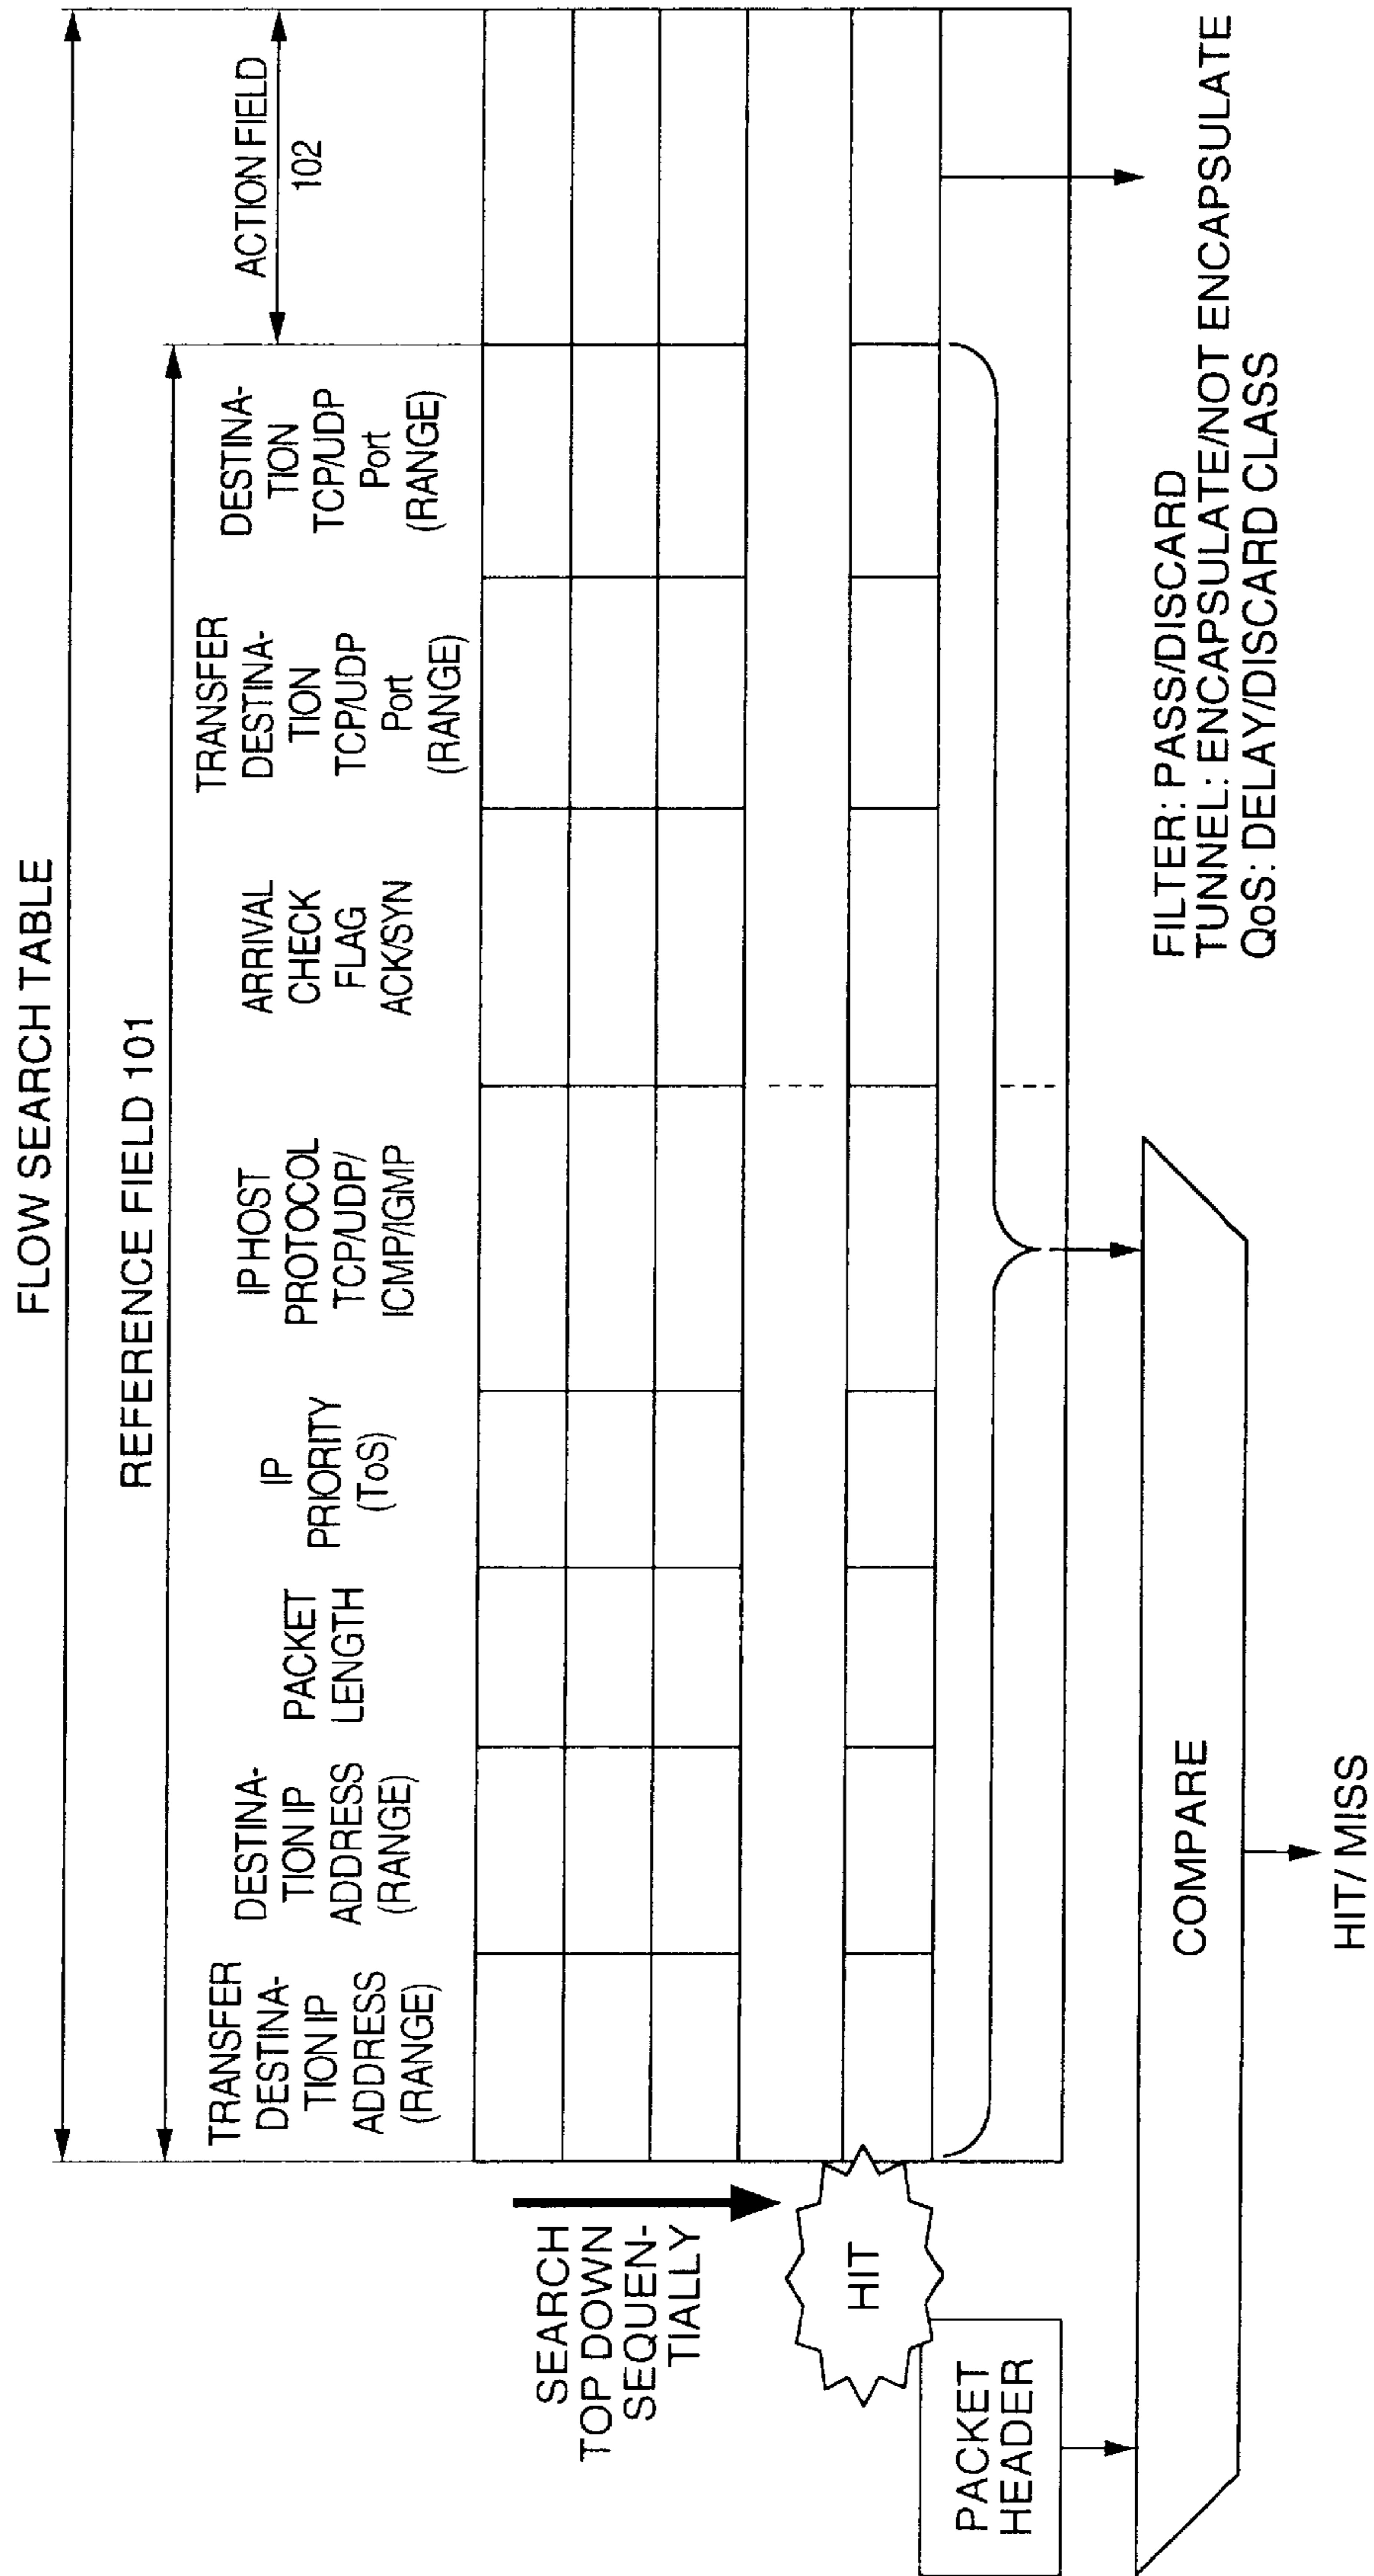 FLOW SEARCH TABLE
REFERENCE FIELD 101
ACTION FIELD
102
TRANSFER
DESTINA-
TION IP
ADDRESS
(RANGE)
DESTINA-
TION IP
ADDRESS
(RANGE)
PACKET
LENGTH
IP
PRIORITY
(ToS)
IP HOST
PROTOCOL
TCP/UDP/
ICMP/IGMP
ARRIVAL
CHECK
FLAG
ACK/SYN
TRANSFER
DESTINA-
TION
TCP/UDP
Port
(RANGE)
DESTINA-
TION
TCP/UDP
Port
(RANGE)
SEARCH
TOP DOWN
SEQUEN-
TIALLY
HIT
PACKET
HEADER
COMPARE
HIT/ MISS
FILTER: PASS/DISCARD
TUNNEL: ENCAPSULATE/NOT ENCAPSULATE
QoS: DELAY/DISCARD CLASS